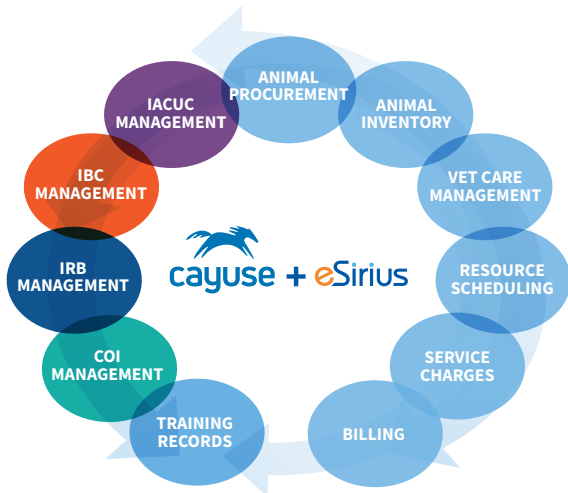 ANIMAL
PROCUREMENT
ANIMAL
INVENTORY
VET CARE
MANAGEMENT
RESOURCE
SCHEDULING
SERVICE
CHARGES
BILLING
TRAINING
RECORDS
COI
MANAGEMENT
IRB
MANAGEMENT
IBC
MANAGEMENT
IACUC
MANAGEMENT
cayuse + eSirius